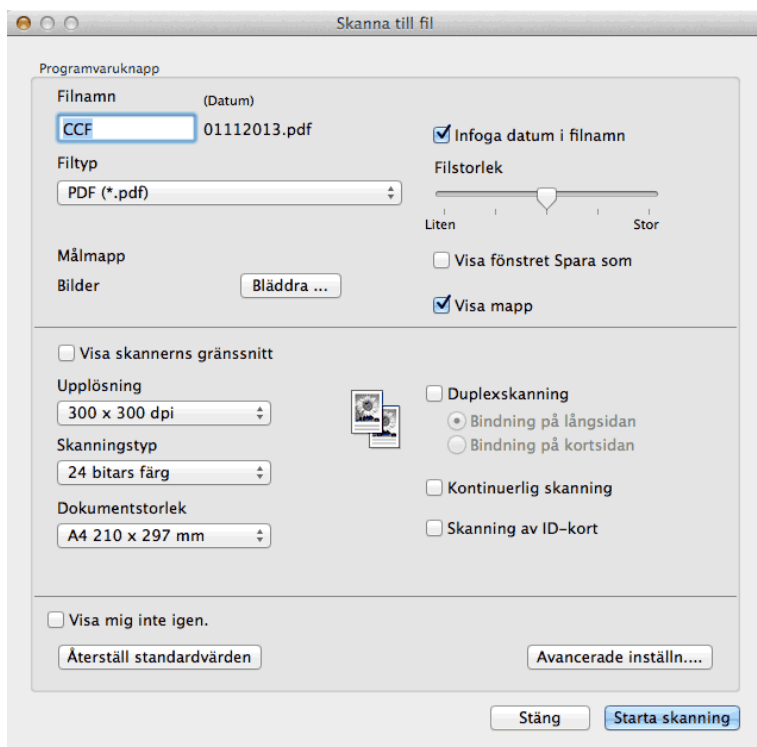 Skanna till fil
Programvaruknapp
Filnamn
(Datum)
CCF
01112013.pdf
Infoga datum i filnamn
Filtyp
Filstorlek
PDF (*.pdf)
Liten
Stor
Målmapp
Visa fönstret Spara som
Bilder
Bläddra ...
Visa mapp
Visa skannerns gränssnitt
Upplösning
Duplexskanning
300 x 300 dpi
Bindning på långsidan
Skanningstyp
Bindning på kortsidan
24 bitars färg
Kontinuerlig skanning
Dokumentstorlek
Skanning av ID-kort
A4 210 x 297 mm
Visa mig inte igen.
Återställ standardvärden
Avancerade inställn....
Stäng
Starta skanning